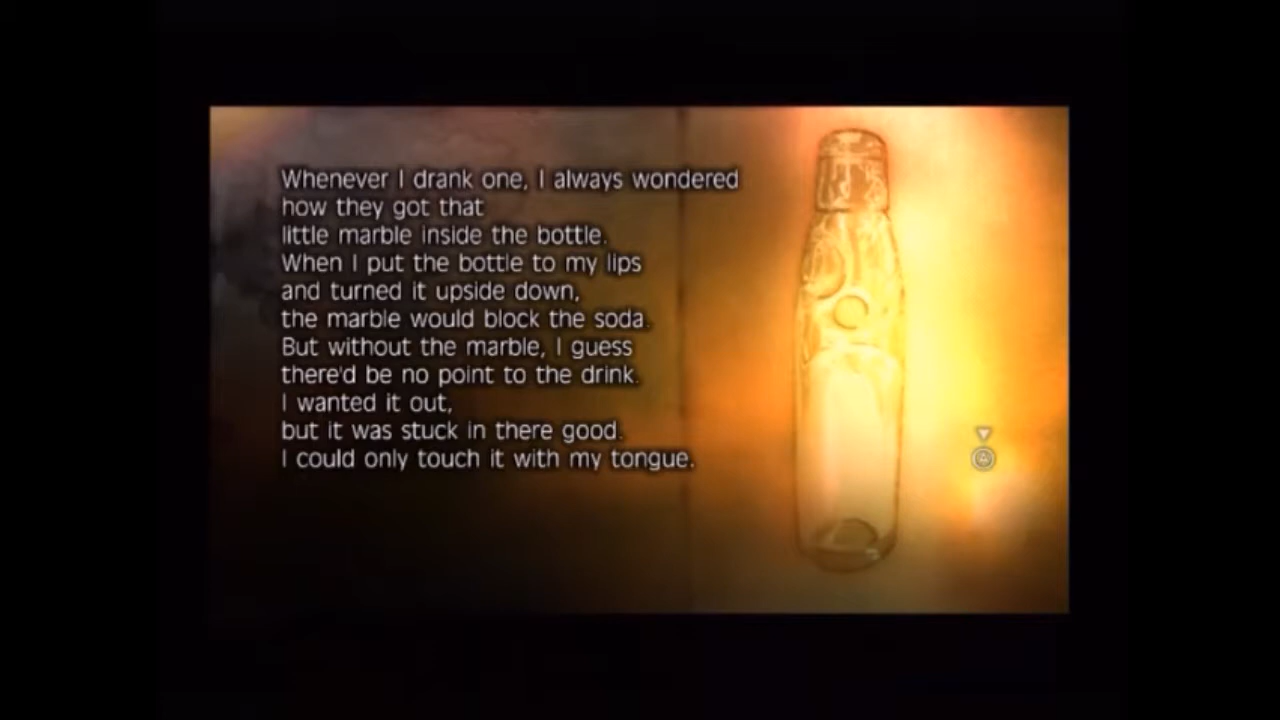 Whenever I drank one, I always wondered
how they got that
little marble inside the bottle.
When I put the bottle to my lips
and turned it upside down,
the marble would block the soda.
But without the marble, I guess
there'd be no point to the drink.
I wanted it out,
but it was stuck in there good.
I could only touch it with my tongue.
A